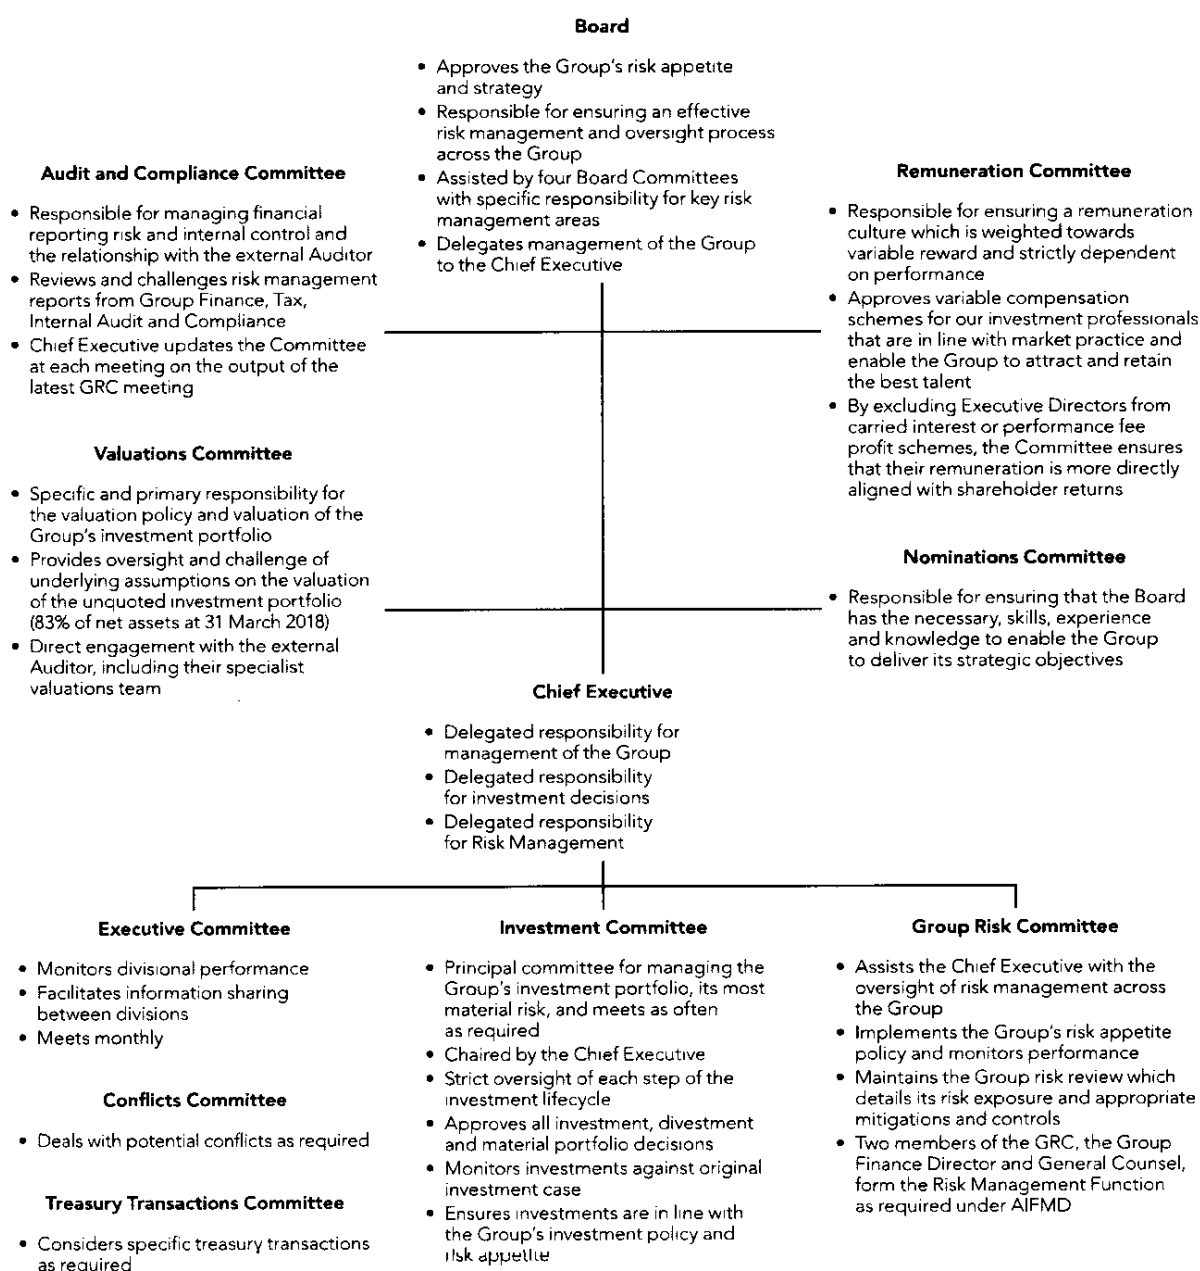 Board
• Approves the Group's risk appetite
and strategy
• Responsible for ensuring an effective
risk management and oversight process
across the Group
• Assisted by four Board Committees
with specific responsibility for key risk
management areas
• Delegates management of the Group
to the Chief Executive
Audit and Compliance Committee
• Responsible for managing financial
reporting risk and internal control and
the relationship with the external Auditor
• Reviews and challenges risk management
reports from Group Finance, Tax,
Internal Audit and Compliance
• Chief Executive updates the Committee
at each meeting on the output of the
latest GRC meeting
Remuneration Committee
• Responsible for ensuring a remuneration
culture which is weighted towards
variable reward and strictly dependent
on performance
• Approves variable compensation
schemes for our investment professionals
that are in line with market practice and
enable the Group to attract and retain
the best talent
• By excluding Executive Directors from
carried interest or performance fee
profit schemes, the Committee ensures
that their remuneration is more directly
aligned with shareholder returns
Valuations Committee
• Specific and primary responsibility for
the valuation policy and valuation of the
Group's investment portfolio
• Provides oversight and challenge of
underlying assumptions on the valuation
of the unquoted investment portfolio
(83% of net assets at 31 March 2018)
• Direct engagement with the external
Auditor, including their specialist
valuations team
Nominations Committee
• Responsible for ensuring that the Board
has the necessary, skills, experience
and knowledge to enable the Group
to deliver its strategic objectives
Chief Executive
• Delegated responsibility for
management of the Group
• Delegated responsibility
for investment decisions
• Delegated responsibility
for Risk Management
Executive Committee
• Monitors divisional performance
• Facilitates information sharing
between divisions
• Meets monthly
Conflicts Committee
• Deals with potential conflicts as required
Treasury Transactions Committee
• Considers specific treasury transactions
as required
Investment Committee
• Principal committee for managing the
Group's investment portfolio, its most
material risk, and meets as often
as required
• Chaired by the Chief Executive
• Strict oversight of each step of the
investment lifecycle
• Approves all investment, divestment
and material portfolio decisions
• Monitors investments against original
investment case
• Ensures investments are in line with
the Group's investment policy and
risk appetite
Group Risk Committee
• Assists the Chief Executive with the
oversight of risk management across
the Group
• Implements the Group's risk appetite
policy and monitors performance
• Maintains the Group risk review which
details its risk exposure and appropriate
mitigations and controls
• Two members of the GRC, the Group
Finance Director and General Counsel,
form the Risk Management Function
as required under AIFMD